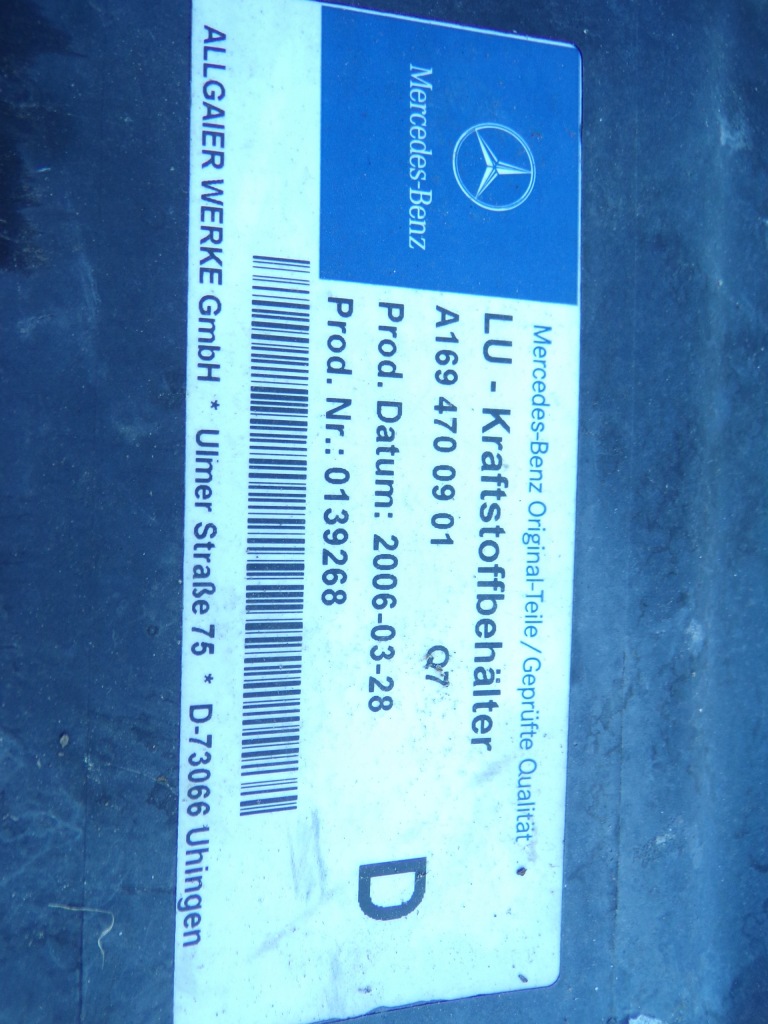 Mercedes-Benz
Mercedes-Benz Original-Teile/Geprüfte Qualität
LU - Kraftstoffbehälter
A169 470 09 01 Q7
Prod. Datum: 2006-03-28
Prod. Nr.: 0139268
D
ALLGAIER WERKE GmbH * Ulmer Straße 75 * D-73066 Uhingen